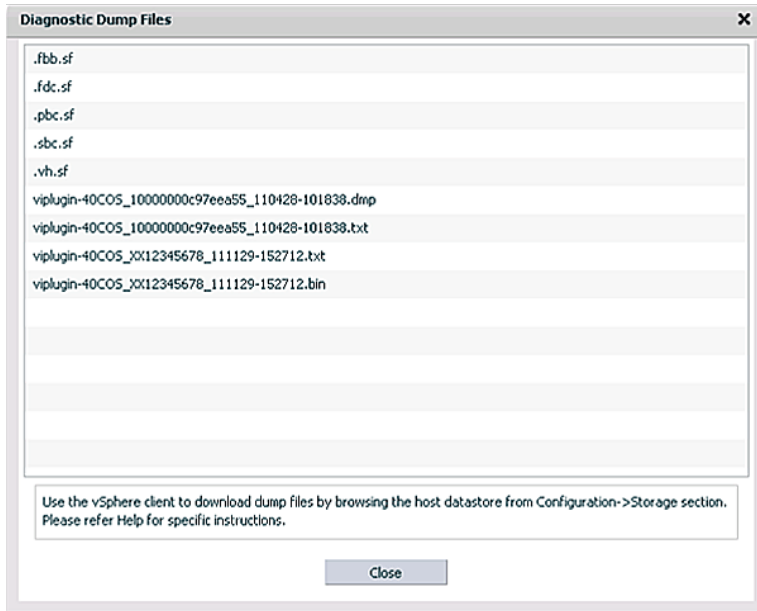 Diagnostic Dump Files
.fbb.sf
.fdc.sf
.pbc.sf
.sbc.sf
.vh.sf
viplugin-40COS_10000000c97eea55_110428-101838.dmp
viplugin-40COS_10000000c97eea55_110428-101838.txt
viplugin-40COS_XX12345678_111129-152712.txt
viplugin-40COS_XX12345678_111129-152712.bin
Use the vSphere client to download dump files by browsing the host datastore from Configuration->Storage section.
Please refer Help for specific instructions.
Close